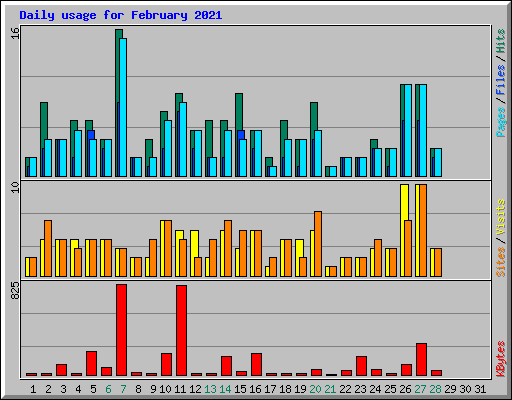 Daily usage for February 2021
16
Pages / Files / Hits
10
Sites / Visits
825
KBytes
1 2 3 4 5 6 7 8 9 10 11 12 13 14 15 16 17 18 19 20 21 22 23 24 25 26 27 28 29 30 31